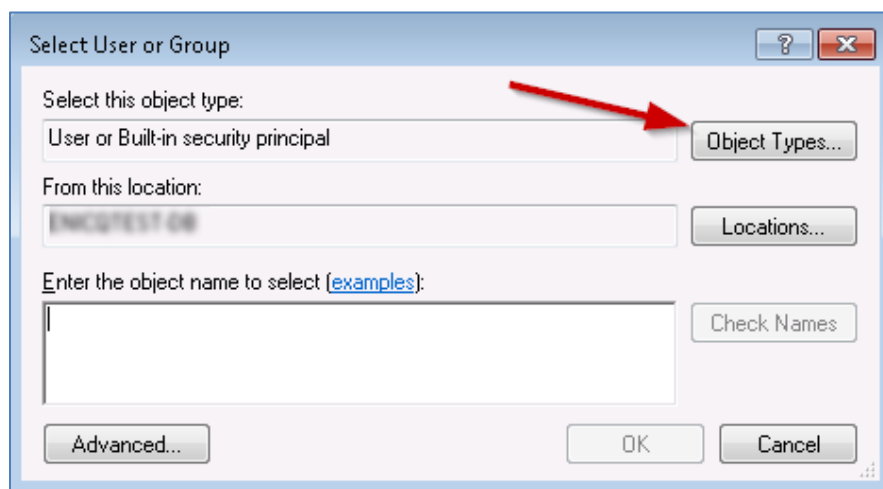 Select User or Group
Select this object type:
User or Built-in security principal
Object Types...
From this location:
Locations...
Enter the object name to select (examples):
Check Names
Advanced...
OK
Cancel